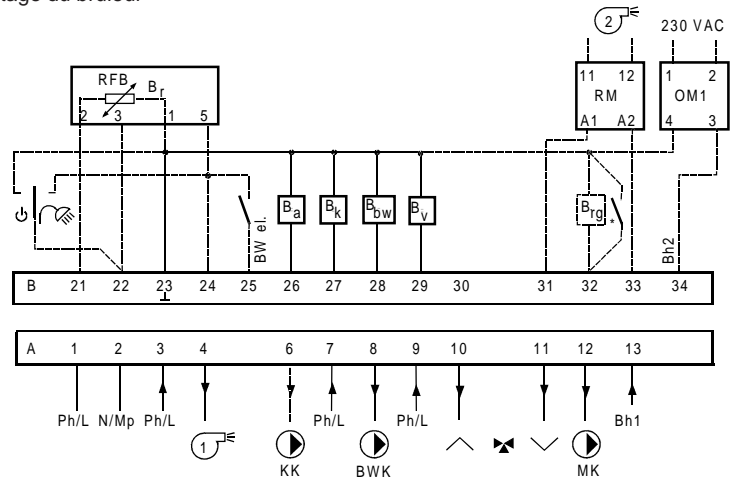 tage du brûleur
2 230 VAC
11 12 1 2
RFB Br RM OM1
2 3 1 5 A1 A2 4 3
Ba Bk Bbw Bv Brg *
BW el. Bh2
B 21 22 23 24 25 26 27 28 29 30 31 32 33 34
A 1 2 3 4 6 7 8 9 10 11 12 13
Ph/L N/Mp Ph/L Ph/L Ph/L Bh1
1
KK BWK MK